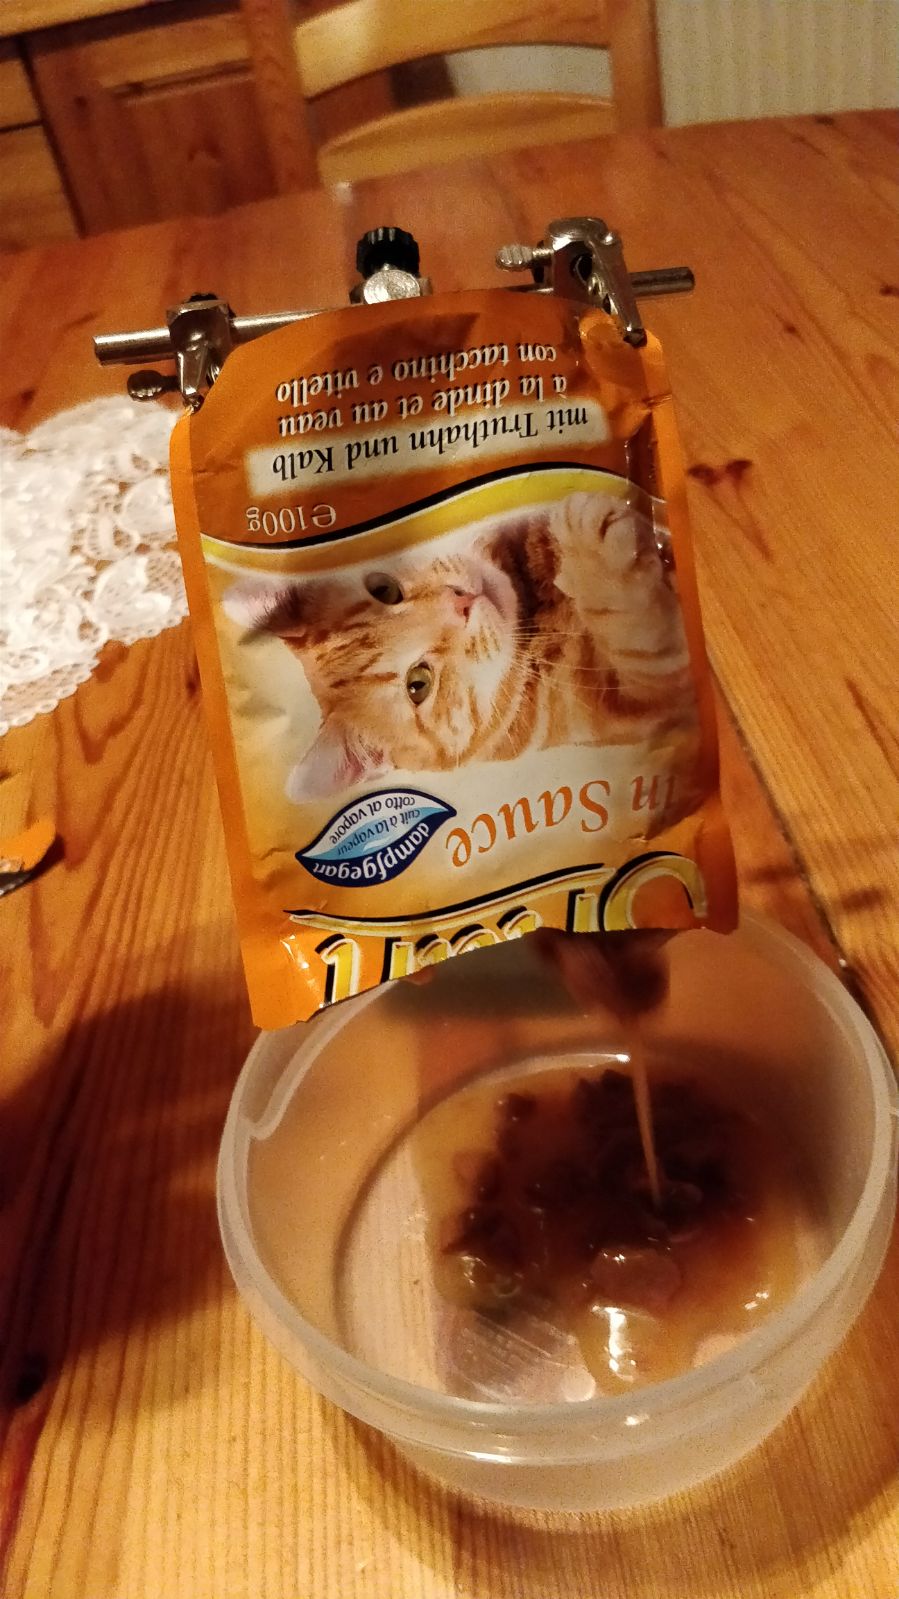 con tacchino e vitello
à la dinde et au veau
mit Truthahn und Kalb
℮100g
in Sauce
dampfgegart
cuit à la vapeur
cotto al vapore